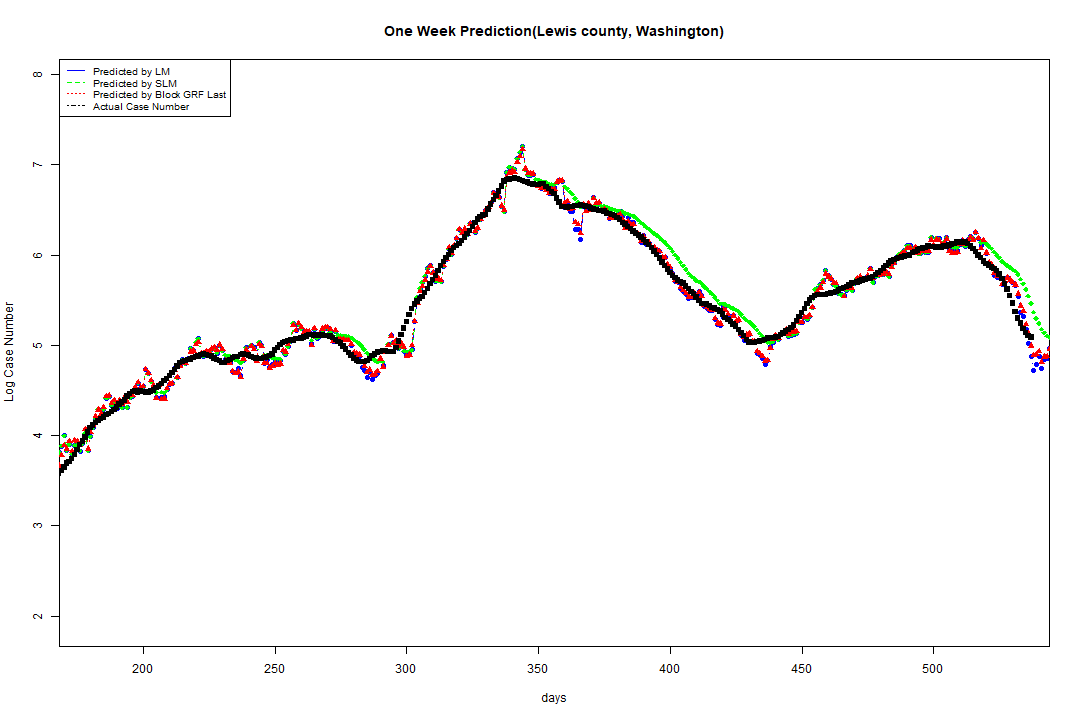 One Week Prediction(Lewis county, Washington)
Predicted by LM
Predicted by SLM
Predicted by Block GRF Last
Actual Case Number
8
7
6
5
4
3
2
Log Case Number
200 250 300 350 400 450 500
days